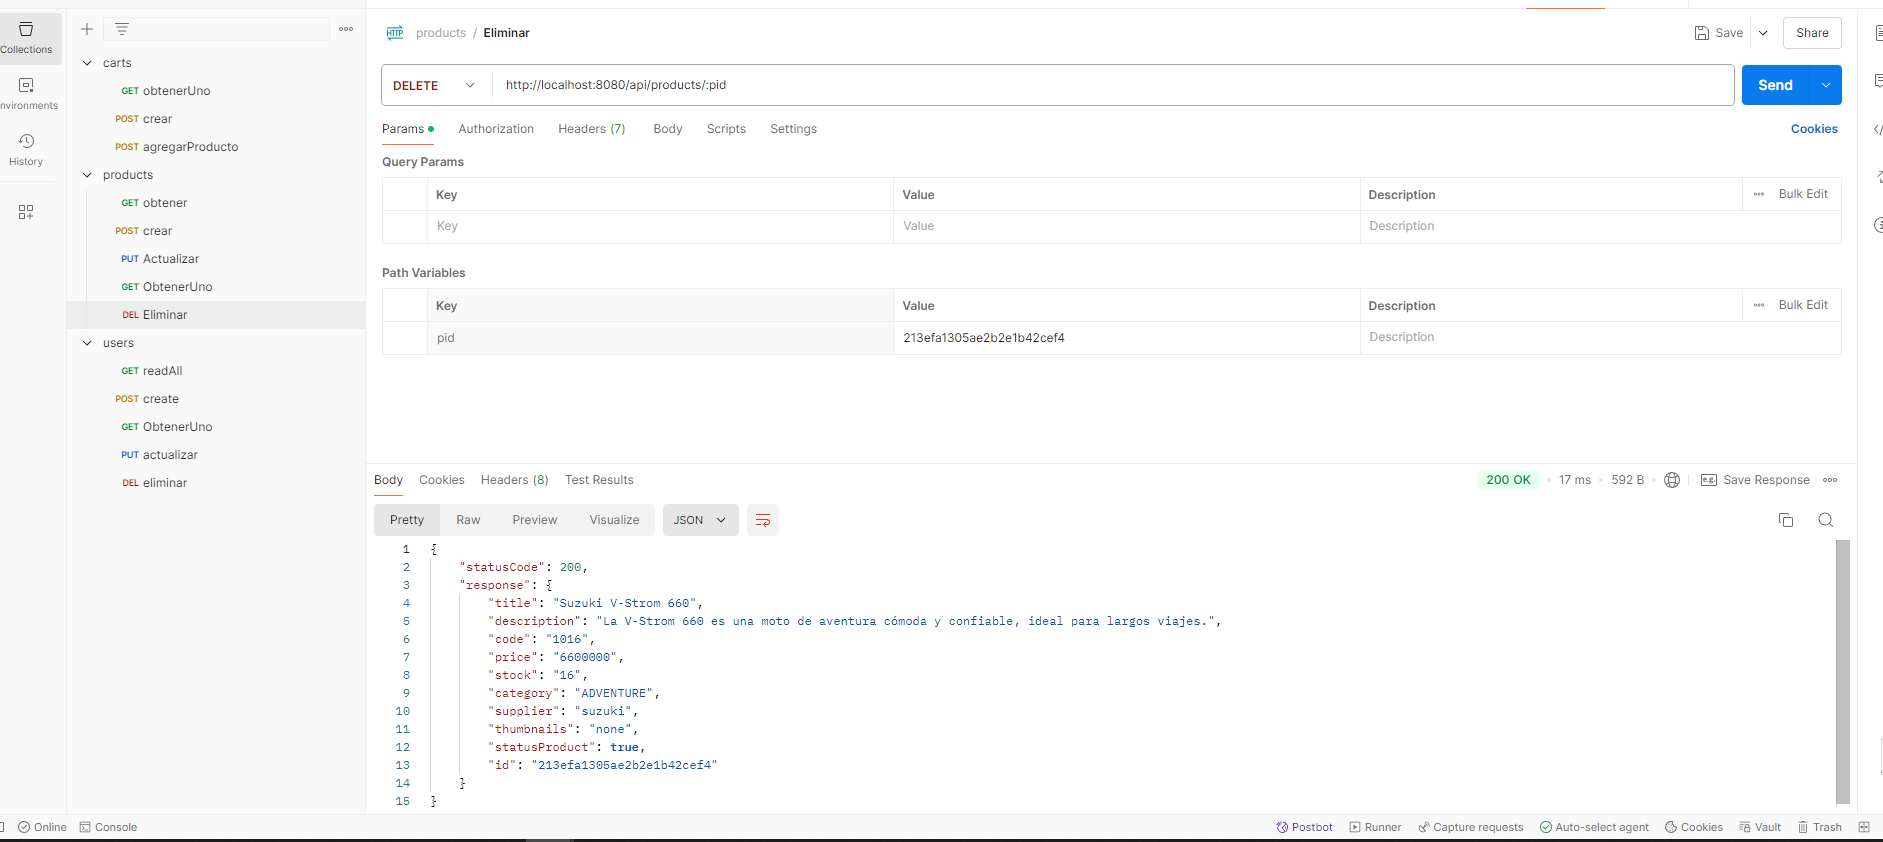 Collections
nvironments
History
carts
GET obtenerUno
POST crear
POST agregarProducto
products
GET obtener
POST crear
PUT Actualizar
GET ObtenerUno
DEL Eliminar
users
GET readAll
POST create
GET ObtenerUno
PUT actualizar
DEL eliminar
HTTP products / Eliminar
Save
Share
DELETE http://localhost:8080/api/products/:pid
Send
Params Authorization Headers (7) Body Scripts Settings
Cookies
Query Params
Key Value Description Bulk Edit
Key Value Description
Path Variables
Key Value Description Bulk Edit
pid 213efa1305ae2b2e1b42cef4 Description
Body Cookies Headers (8) Test Results
200 OK 17 ms 592 B e.g. Save Response
Pretty Raw Preview Visualize JSON
1 {
2 "statusCode": 200,
3 "response": {
4 "title": "Suzuki V-Strom 660",
5 "description": "La V-Strom 660 es una moto de aventura cómoda y confiable, ideal para largos viajes.",
6 "code": "1016",
7 "price": "6600000",
8 "stock": "16",
9 "category": "ADVENTURE",
10 "supplier": "suzuki",
11 "thumbnails": "none",
12 "statusProduct": true,
13 "id": "213efa1305ae2b2e1b42cef4"
14 }
15 }
Online Console
Postbot Runner Capture requests Auto-select agent Cookies Vault Trash